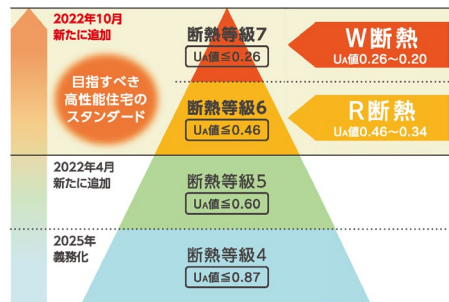 2022年10月
新たに追加
断熱等級7
UA値≦0.26
W断熱
UA値0.26～0.20
目指すべき
高性能住宅の
スタンダード
断熱等級6
UA値≦0.46
R断熱
UA値0.46～0.34
2022年4月
新たに追加
断熱等級5
UA値≦0.60
2025年
義務化
断熱等級4
UA値≦0.87